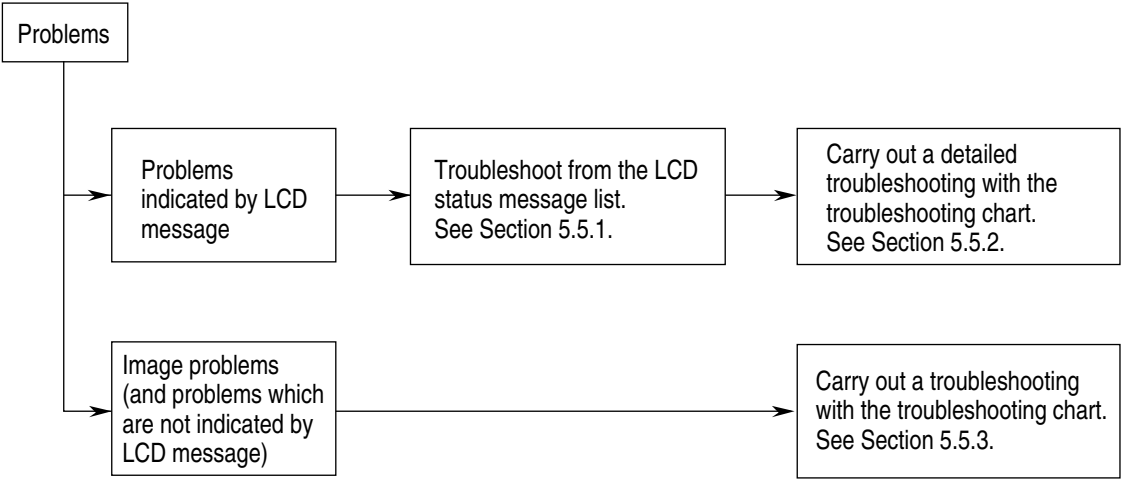 Problems
Problems
indicated by LCD
message
Troubleshoot from the LCD
status message list.
See Section 5.5.1.
Carry out a detailed
troubleshooting with the
troubleshooting chart.
See Section 5.5.2.
Image problems
(and problems which
are not indicated by
LCD message)
Carry out a troubleshooting
with the troubleshooting chart.
See Section 5.5.3.